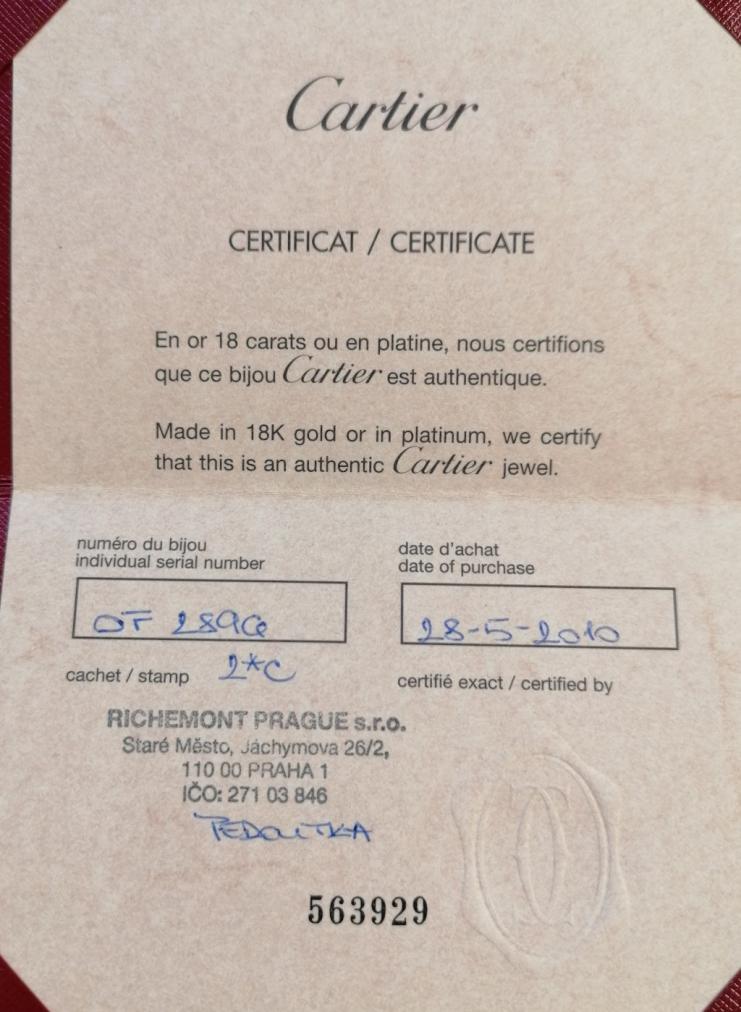 Cartier
CERTIFICAT / CERTIFICATE
En or 18 carats ou en platine, nous certifions
que ce bijou Cartier est authentique.
Made in 18K gold or in platinum, we certify
that this is an authentic Cartier jewel.
numéro du bijou
individual serial number
date d'achat
date of purchase
OT
28-5-2010
cachet / stamp
2*C
certifié exact / certified by
RICHEMONT PRAGUE s.r.o.
Staré Město, Jáchymova 26/2,
110 00 PRAHA 1
IČO: 271 03 846
563929